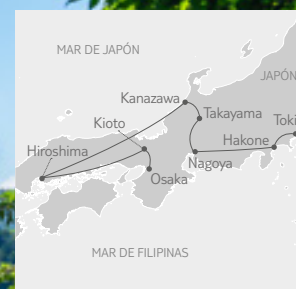 MAR DE JAPÓN
JAPÓN
Kanazawa
Takayama
Kioto
Toki
Hakone
Hiroshima
Nagoya
Osaka
MAR DE FILIPINAS